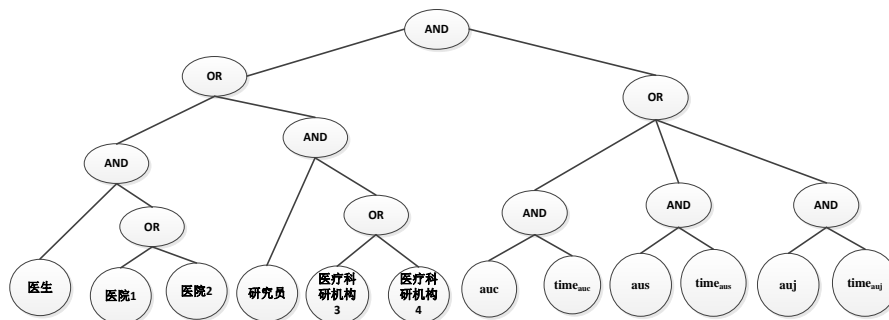 AND
OR
OR
AND
AND
OR
OR
AND
AND
AND
医生
医院1
医院2
研究员
医疗科
研机构
3
医疗科
研机构
4
auc
timeauc
aus
timeaus
auj
timeauj